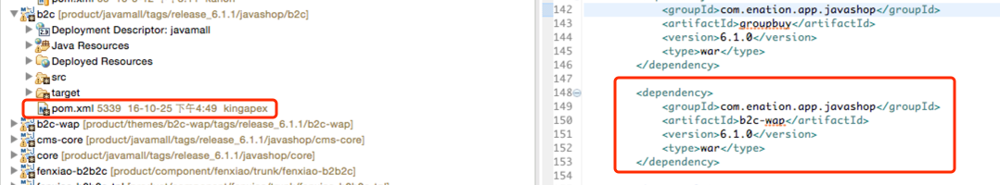 b2c [product/javamall/tags/release_6.1.1/javashop/b2c]
Deployment Descriptor: javamall
Java Resources
Deployed Resources
src
target
pom.xml 5339 16-10-25 下午4:49 kingapex
b2c-wap [product/themes/b2c-wap/tags/release_6.1.1/b2c-wap]
cms-core [product/javamall/tags/release_6.1.1/javashop/cms-core]
core [product/javamall/tags/release_6.1.1/javashop/core]
fenxiao-b2b2c [product/component/fenxiao/trunk/fenxiao-b2b2c]
142 <groupId>com.enation.app.javashop</groupId>
143 <artifactId>groupbuy</artifactId>
144 <version>6.1.0</version>
145 <type>war</type>
146 </dependency>
147
148 <dependency>
149 <groupId>com.enation.app.javashop</groupId>
150 <artifactId>b2c-wap</artifactId>
151 <version>6.1.0</version>
152 <type>war</type>
153 </dependency>
154